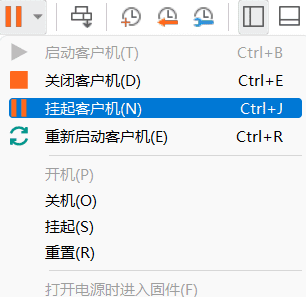 启动客户机(T) Ctrl+B
关闭客户机(D) Ctrl+E
挂起客户机(N) Ctrl+J
重新启动客户机(E) Ctrl+R
开机(P)
关机(O)
挂起(S)
重置(R)
打开电源时进入固件(F)